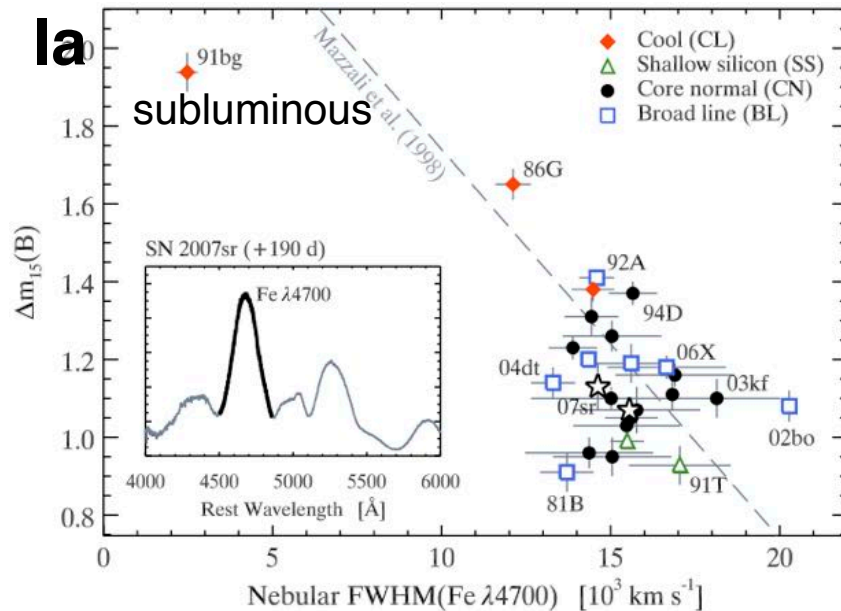 Ia
2.0
91bg
subluminous
Mazzali et al. (1998)
Cool (CL)
Shallow silicon (SS)
Core normal (CN)
Broad line (BL)
1.8
86G
1.6
SN 2007sr (+190 d)
Fe λ4700
92A
1.4
94D
Δm15(B)
1.2
04dt
06X
07sr
03kf
1.0
02bo
81B
91T
0.8
4000 4500 5000 5500 6000
Rest Wavelength [Å]
0 5 10 15 20
Nebular FWHM(Fe λ4700) [10³ km s⁻¹]